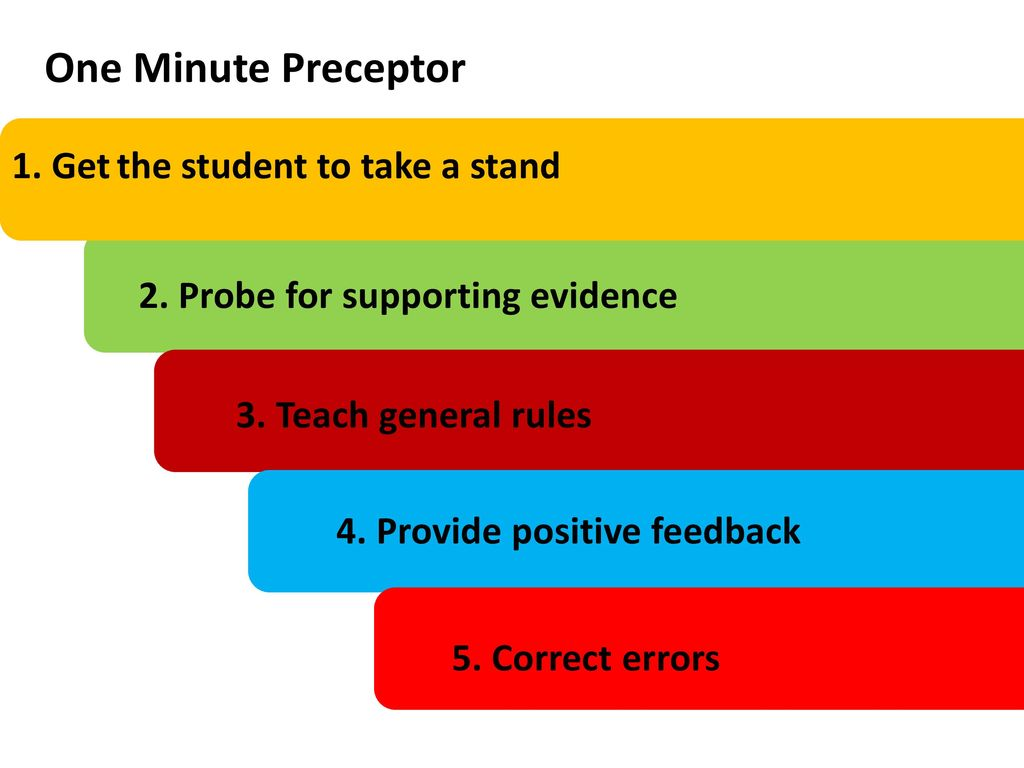 One Minute Preceptor
1. Get the student to take a stand
2. Probe for supporting evidence
3. Teach general rules
4. Provide positive feedback
5. Correct errors